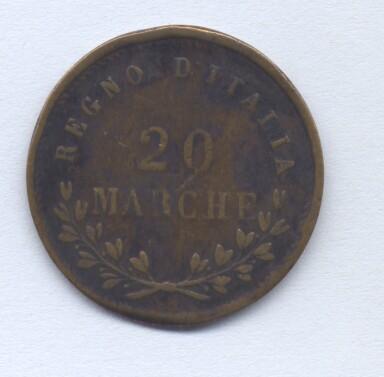 REGNO D'ITALIA
20
MARCHE